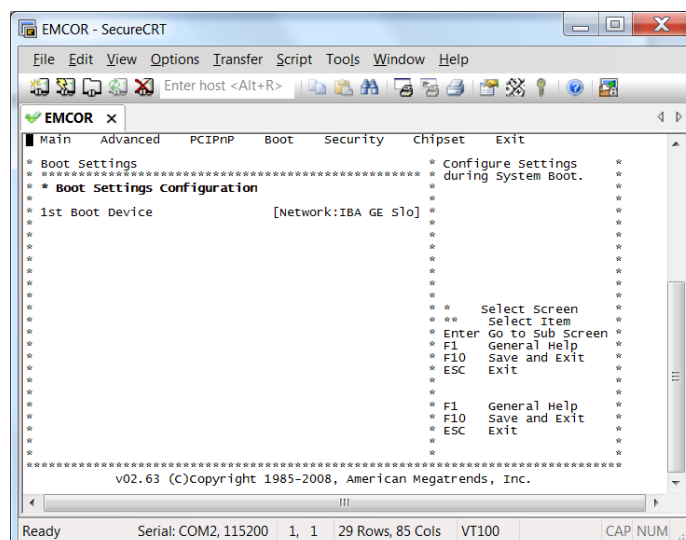 EMCOR - SecureCRT
File Edit View Options Transfer Script Tools Window Help
Enter host <Alt+R>
EMCOR
Main Advanced PCIPnP Boot Security Chipset Exit
* Boot Settings * Configure Settings *
* *************************************************** * during System Boot. *
* * Boot Settings Configuration * *
* * *
* 1st Boot Device [Network:IBA GE Slo] * *
* * *
* * *
* * *
* * *
* * *
* * *
* * *
* * * Select Screen *
* * ** Select Item *
* * Enter Go to Sub Screen *
* * F1 General Help *
* * F10 Save and Exit *
* * ESC Exit *
* * *
* * *
* * F1 General Help *
* * F10 Save and Exit *
* * ESC Exit *
* * *
* * *
*******************************************************************************
v02.63 (C)Copyright 1985-2008, American Megatrends, Inc.
Ready Serial: COM2, 115200 1, 1 29 Rows, 85 Cols VT100 CAP NUM